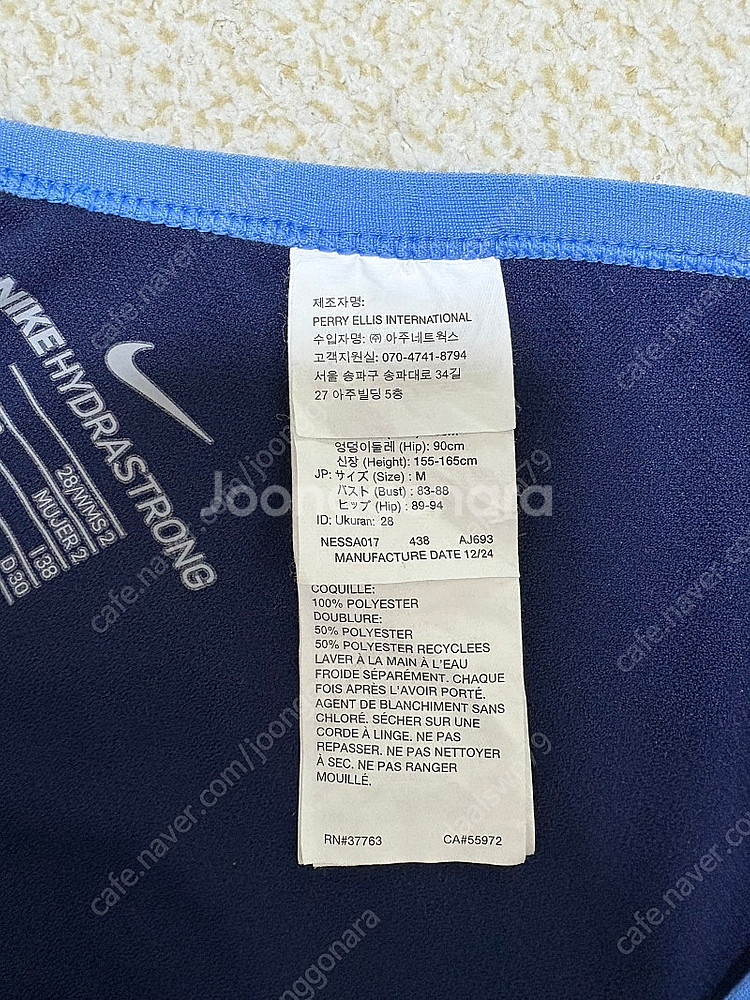 제조자명:
PERRY ELLIS INTERNATIONAL
수입자명: ㈜ 아주네트웍스
고객지원실: 070-4741-8794
서울 송파구 송파대로 34길
27 아주빌딩 5층
엉덩이둘레 (Hip): 90cm
신장 (Height): 155-165cm
JP: サイズ (Size) : M
バスト (Bust) : 83-88
ヒップ (Hip) : 89-94
ID: Ukuran: 28
NESSA017 438 AJ693
MANUFACTURE DATE 12/24
COQUILLE:
100% POLYESTER
DOUBLURE:
50% POLYESTER
50% POLYESTER RECYCLEES
LAVER À LA MAIN À L'EAU
FROIDE SÉPARÉMENT. CHAQUE
FOIS APRÈS L'AVOIR PORTÉ.
AGENT DE BLANCHIMENT SANS
CHLORÉ. SÉCHER SUR UNE
CORDE À LINGE. NE PAS
REPASSER. NE PAS NETTOYER
À SEC. NE PAS RANGER
MOUILLÉ.
RN#37763 CA#55972
NIKE HYDRASTRONG
28/WMS 2
MUJER 2
I 38
D 30
Joonggonara
cafe.naver.com/joonggonara